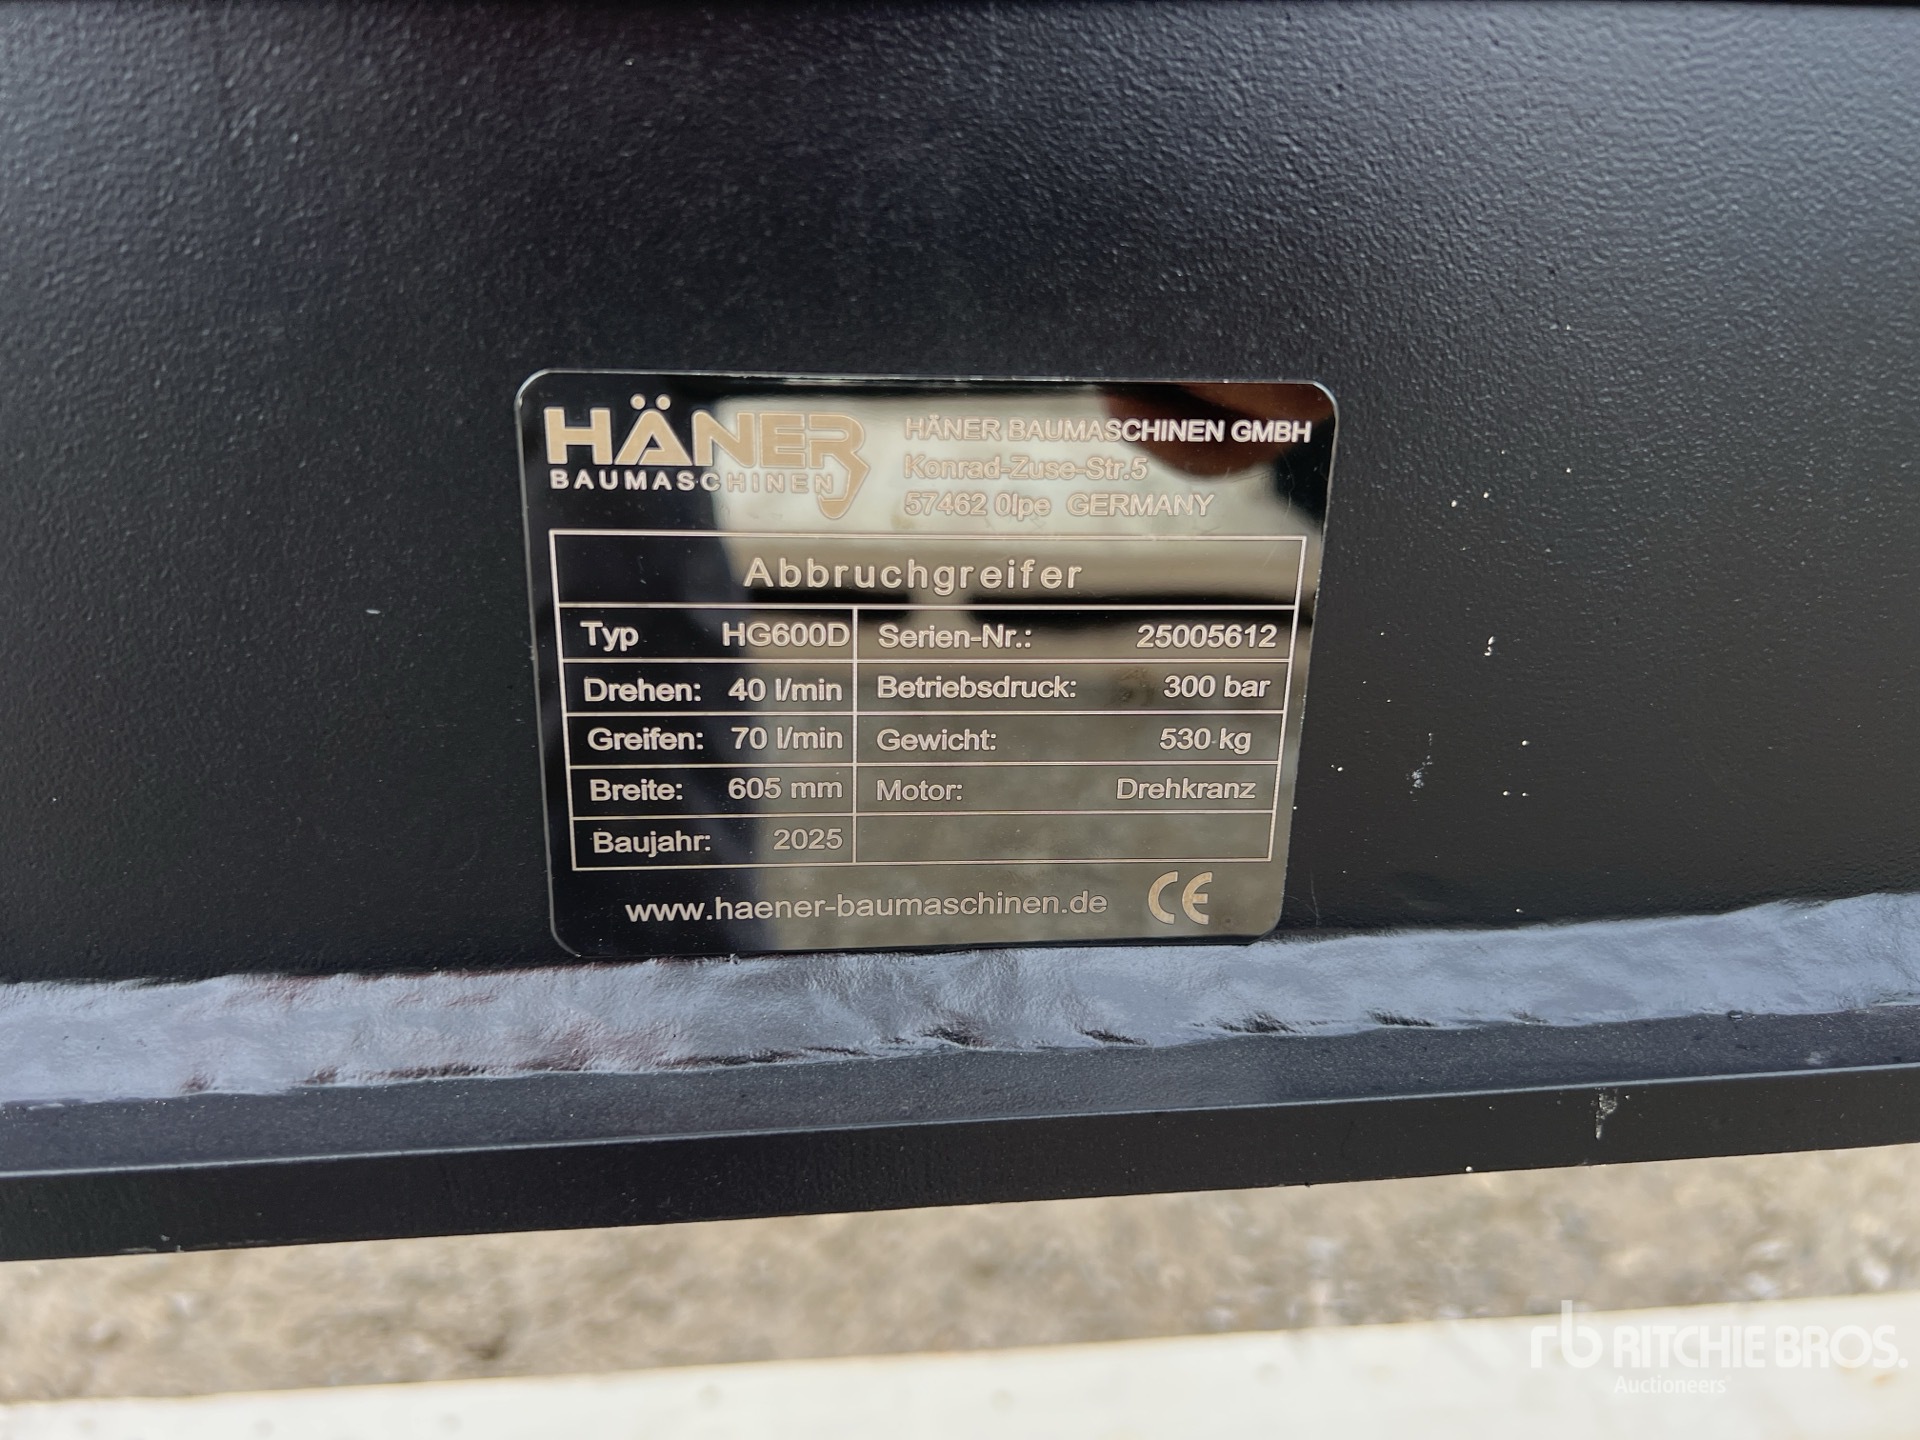 HÄNER
BAUMASCHINEN
HÄNER BAUMASCHINEN GMBH
Konrad-Zuse-Str.5
57462 Olpe GERMANY
Abbruchgreifer
Typ HG600D Serien-Nr.: 25005612
Drehen: 40 l/min Betriebsdruck: 300 bar
Greifen: 70 l/min Gewicht: 530 kg
Breite: 605 mm Motor: Drehkranz
Baujahr: 2025
www.haener-baumaschinen.de CE
rb RITCHIE BROS.
Auctioneers